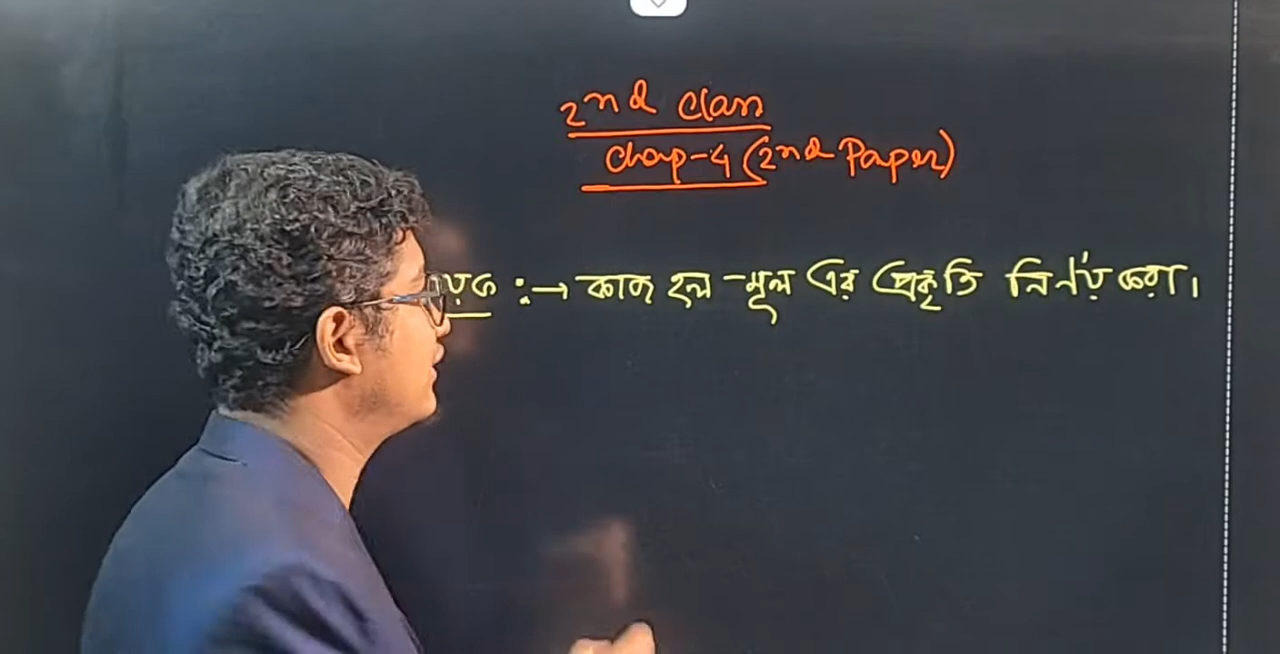 2nd class
chap-4 (2nd Paper)
:→ কাজ হল -মূল এর প্রকৃতি নির্ণয় করা।